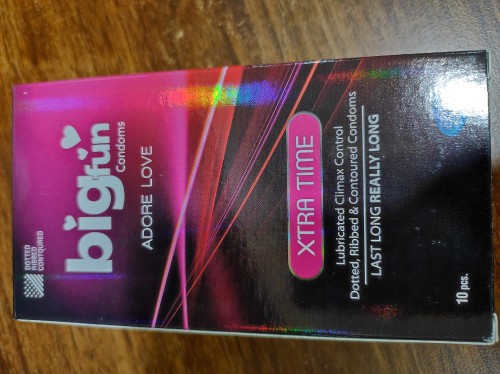 DOTTED
RIBBED
CONTOURED
bigfun
Condoms
ADORE LOVE
XTRA TIME
Lubricated Climax Control
Dotted, Ribbed & Contoured Condoms
LAST LONG REALLY LONG
10 pcs.